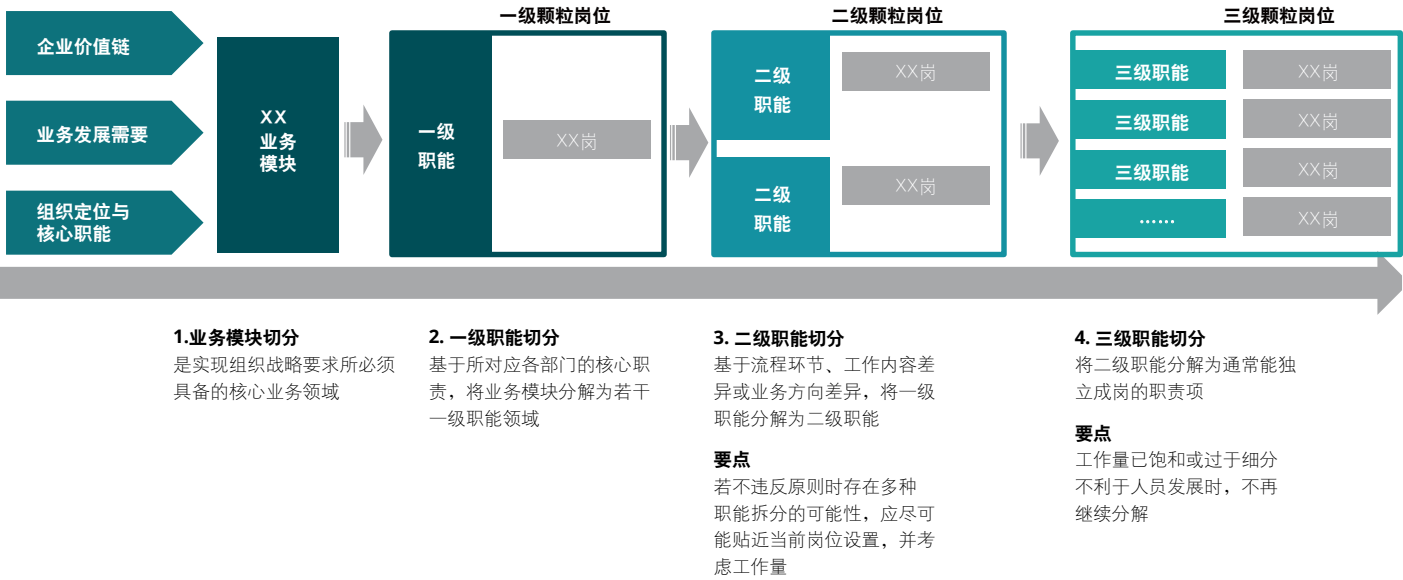 一级颗粒岗位
二级颗粒岗位
三级颗粒岗位
企业价值链
业务发展需要
组织定位与
核心职能
XX
业务
模块
一级
职能
XX岗
二级
职能
XX岗
二级
职能
XX岗
三级职能
XX岗
三级职能
XX岗
三级职能
XX岗
……
XX岗
1.业务模块切分
是实现组织战略要求所必须
具备的核心业务领域
2. 一级职能切分
基于所对应各部门的核心职
责，将业务模块分解为若干
一级职能领域
3. 二级职能切分
基于流程环节、工作内容差
异或业务方向差异，将一级
职能分解为二级职能
要点
若不违反原则时存在多种
职能拆分的可能性，应尽可
能贴近当前岗位设置，并考
虑工作量
4. 三级职能切分
将二级职能分解为通常能独
立成岗的职责项
要点
工作量已饱和或过于细分
不利于人员发展时，不再
继续分解